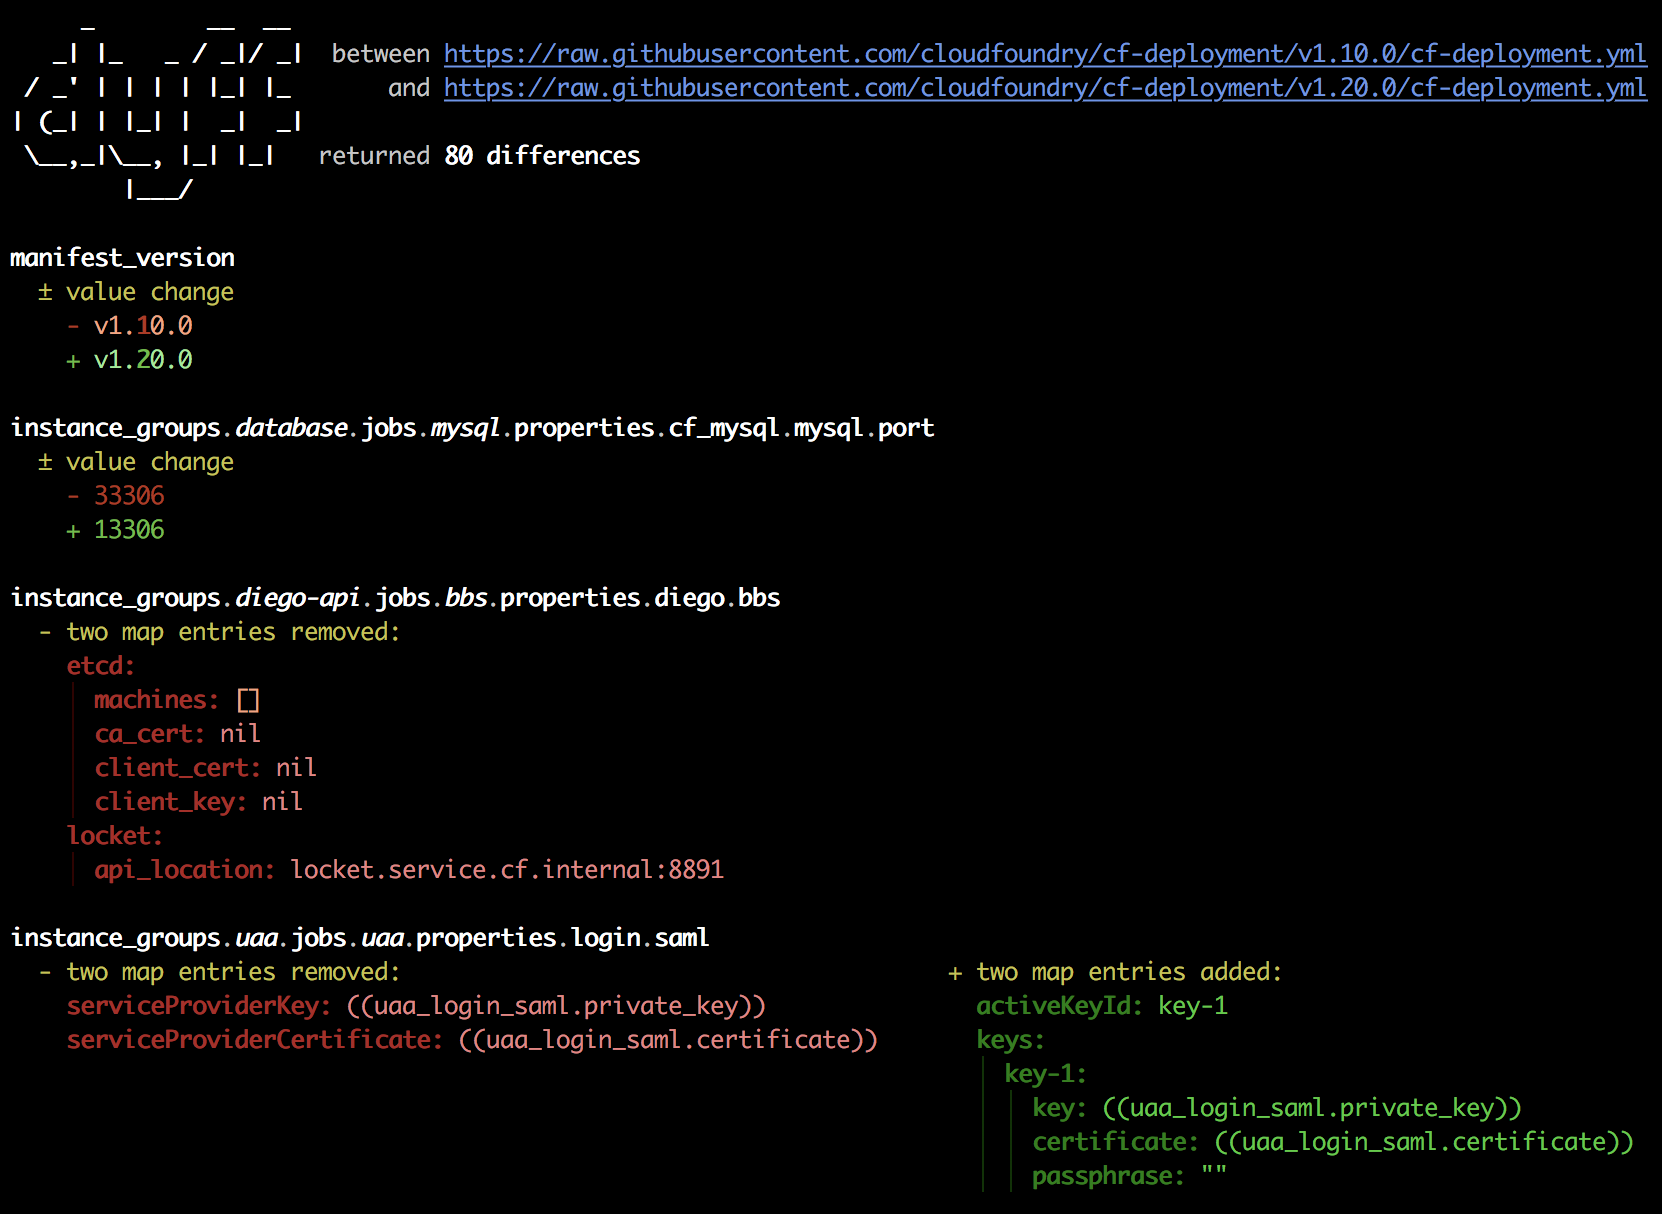 _        __  __
   _| |_   _ / _|/ _|  between https://raw.githubusercontent.com/cloudfoundry/cf-deployment/v1.10.0/cf-deployment.yml
 / _' | | | | |_| |_       and https://raw.githubusercontent.com/cloudfoundry/cf-deployment/v1.20.0/cf-deployment.yml
| (_| | |_| |  _|  _|
 \__,_|\__, |_| |_|   returned 80 differences
        |___/
manifest_version
  ± value change
    - v1.10.0
    + v1.20.0
instance_groups.database.jobs.mysql.properties.cf_mysql.mysql.port
  ± value change
    - 33306
    + 13306
instance_groups.diego-api.jobs.bbs.properties.diego.bbs
  - two map entries removed:
    etcd:
      machines: []
      ca_cert: nil
      client_cert: nil
      client_key: nil
    locket:
      api_location: locket.service.cf.internal:8891
instance_groups.uaa.jobs.uaa.properties.login.saml
  - two map entries removed:                                       + two map entries added:
    serviceProviderKey: ((uaa_login_saml.private_key))               activeKeyId: key-1
    serviceProviderCertificate: ((uaa_login_saml.certificate))       keys:
                                                                       key-1:
                                                                         key: ((uaa_login_saml.private_key))
                                                                         certificate: ((uaa_login_saml.certificate))
                                                                         passphrase: ""